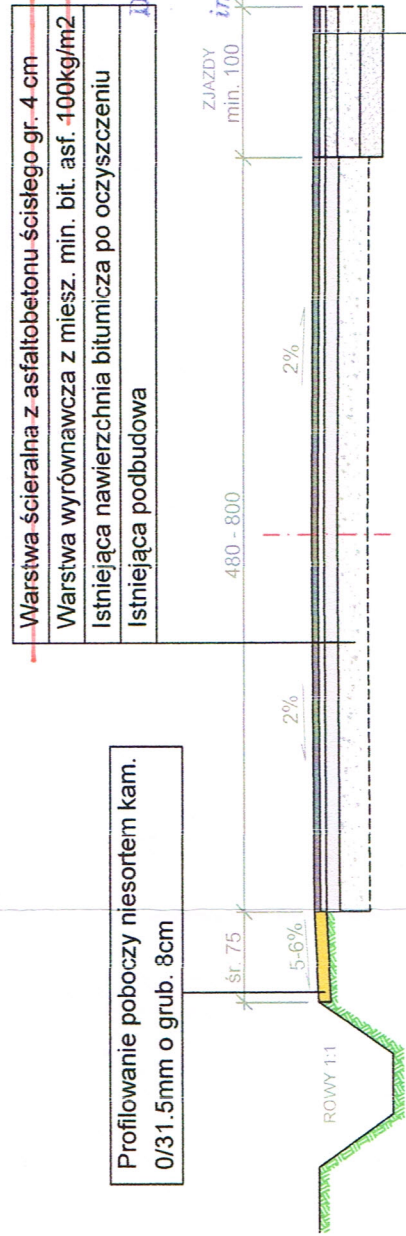 Warstwa ścieralna z asfaltobetonu ścisłego gr. 4 cm
Warstwa wyrównawcza z miesz. min. bit. asf. 100kg/m2
Istniejąca nawierzchnia bitumicza po oczyszczeniu
Istniejąca podbudowa
Profilowanie poboczy niesortem kam.
0/31.5mm o grub. 8cm
ZJAZDY
min. 100
480 - 800
śr. 75
5-6%
2%
2%
ROWY 1:1